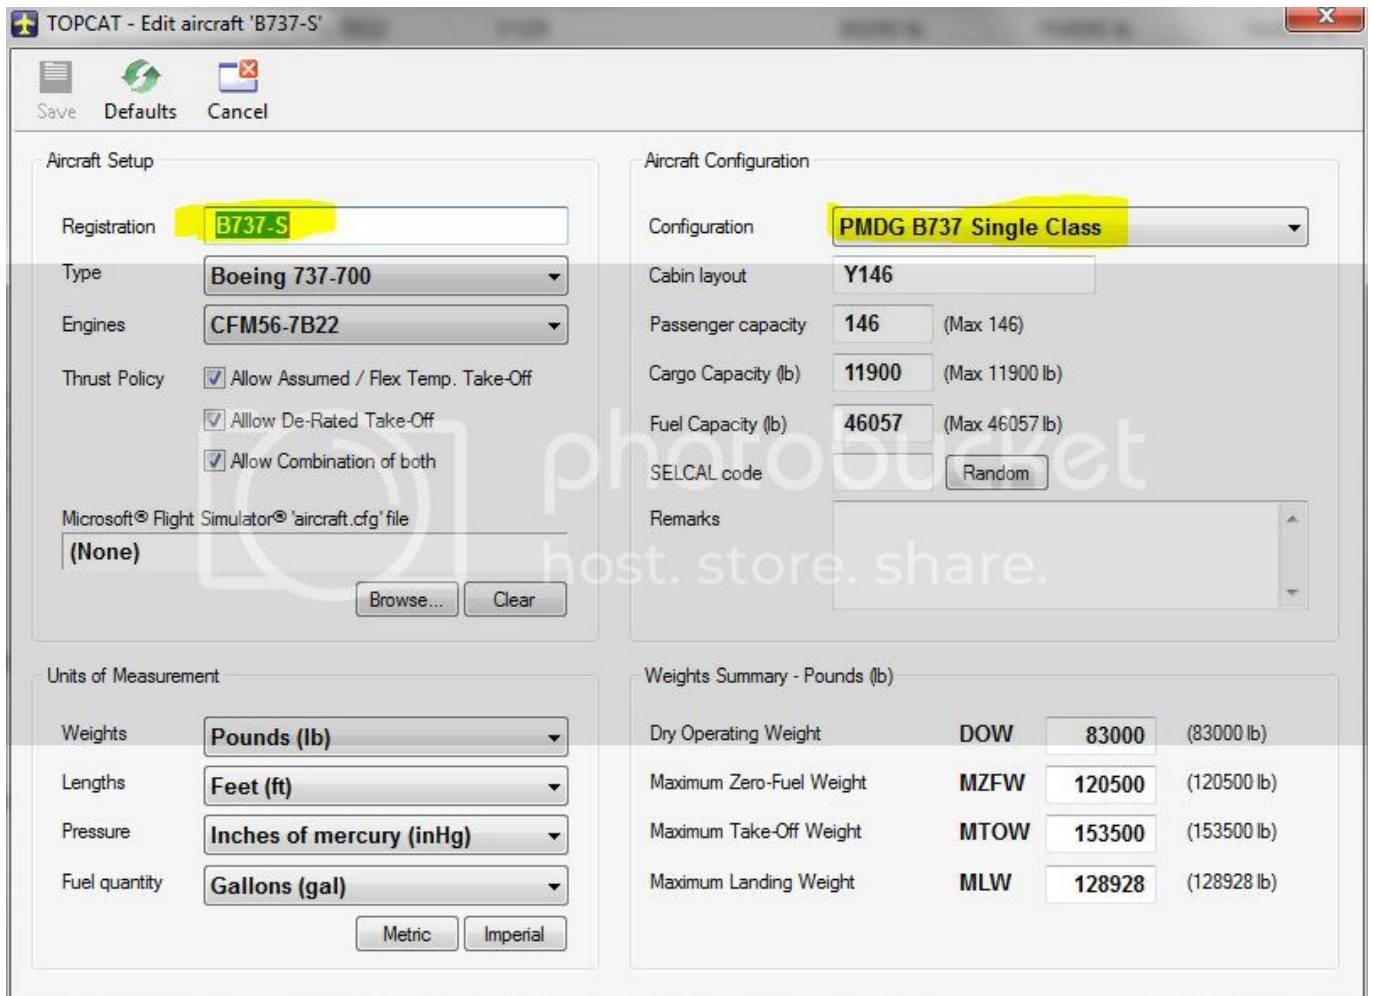 TOPCAT - Edit aircraft 'B737-S'
Save Defaults Cancel
Aircraft Setup
Registration B737-S
Type Boeing 737-700
Engines CFM56-7B22
Thrust Policy Allow Assumed / Flex Temp. Take-Off
Alllow De-Rated Take-Off
Allow Combination of both
Microsoft® Flight Simulator® 'aircraft.cfg' file
(None)
Browse... Clear
Aircraft Configuration
Configuration PMDG B737 Single Class
Cabin layout Y146
Passenger capacity 146 (Max 146)
Cargo Capacity (lb) 11900 (Max 11900 lb)
Fuel Capacity (lb) 46057 (Max 46057 lb)
SELCAL code Random
Remarks
photobucket
host. store. share.
Units of Measurement
Weights Pounds (lb)
Lengths Feet (ft)
Pressure Inches of mercury (inHg)
Fuel quantity Gallons (gal)
Metric Imperial
Weights Summary - Pounds (lb)
Dry Operating Weight DOW 83000 (83000 lb)
Maximum Zero-Fuel Weight MZFW 120500 (120500 lb)
Maximum Take-Off Weight MTOW 153500 (153500 lb)
Maximum Landing Weight MLW 128928 (128928 lb)